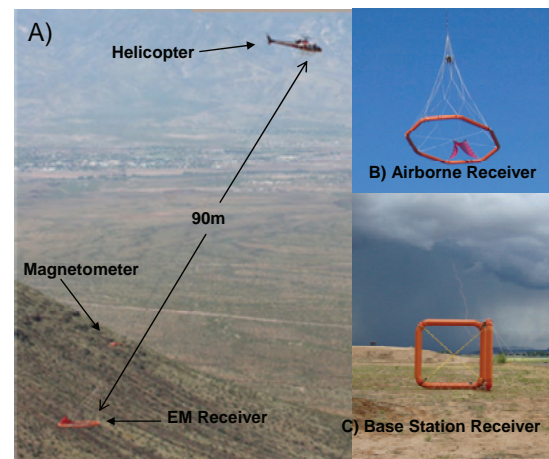 A)
Helicopter
90m
Magnetometer
EM Receiver
B) Airborne Receiver
C) Base Station Receiver